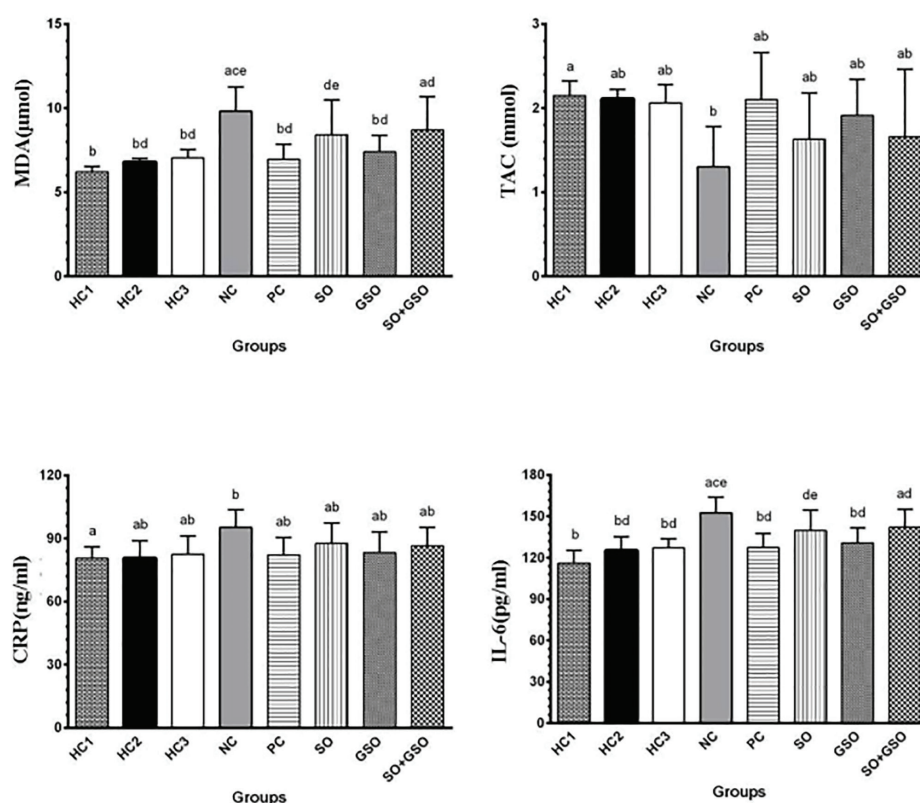 MDA(μmol)
15
10
5
0
b
bd
bd
ace
bd
de
bd
ad
HC1
HC2
HC3
NC
PC
SO
GSO
SO+GSO
Groups
TAC (mmol)
3
2
1
0
a
ab
ab
b
ab
ab
ab
ab
HC1
HC2
HC3
NC
PC
SO
GSO
SO+GSO
Groups
CRP(ng/ml)
120
90
60
30
0
a
ab
ab
b
ab
ab
ab
ab
HC1
HC2
HC3
NC
PC
SO
GSO
SO+GSO
Groups
IL-6(pg/ml)
180
150
120
90
60
30
0
b
bd
bd
ace
bd
de
bd
ad
HC1
HC2
HC3
NC
PC
SO
GSO
SO+GSO
Groups